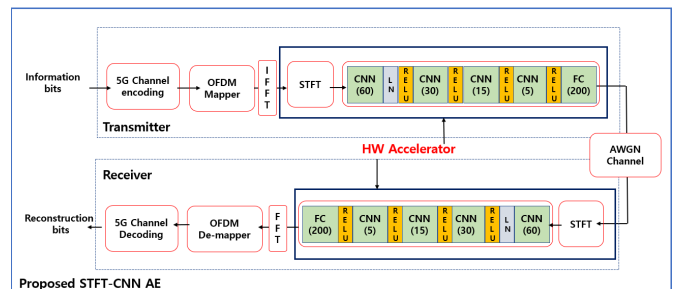 Information
bits
5G Channel
encoding
OFDM
Mapper
I
F
F
T
STFT
CNN
(60)
L
N
R
E
L
U
CNN
(30)
R
E
L
U
CNN
(15)
R
E
L
U
CNN
(5)
R
E
L
U
FC
(200)
Transmitter
HW Accelerator
AWGN
Channel
Receiver
Reconstruction
bits
5G Channel
Decoding
OFDM
De-mapper
F
F
T
FC
(200)
R
E
L
U
CNN
(5)
R
E
L
U
CNN
(15)
R
E
L
U
CNN
(30)
R
E
L
U
L
N
CNN
(60)
STFT
Proposed STFT-CNN AE